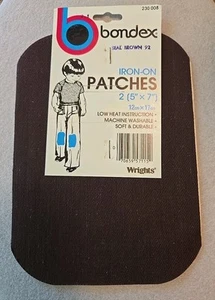 230 008
bondex
SEAL BROWN 92
IRON-ON
PATCHES
2 (5" x 7")
LOW HEAT INSTRUCTION •
MACHINE WASHABLE •
SOFT & DURABLE •
Wrights®